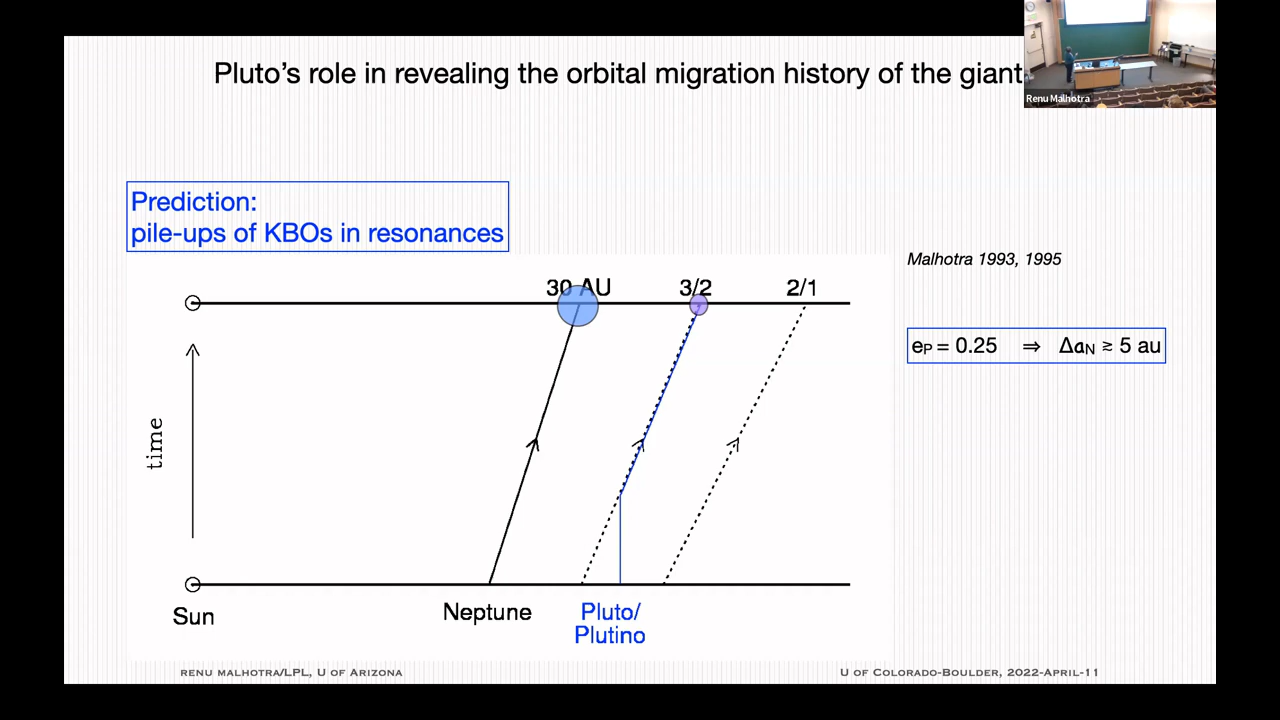 Pluto's role in revealing the orbital migration history of the giant
Renu Malhotra
Prediction:
pile-ups of KBOs in resonances
Malhotra 1993, 1995
30 AU
3/2
2/1
eP = 0.25 ⇒ ΔaN ≳ 5 au
time
Sun
Neptune
Pluto/
Plutino
RENU MALHOTRA/LPL, U OF ARIZONA
U OF COLORADO-BOULDER, 2022-APRIL-11